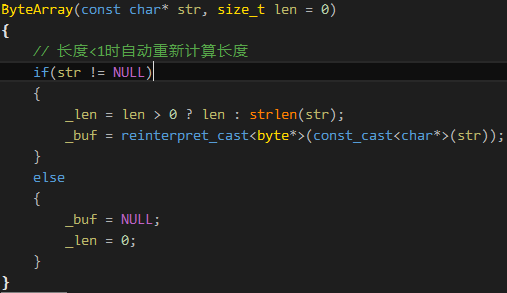 ByteArray(const char* str, size_t len = 0)
{
// 长度<1时自动重新计算长度
if(str != NULL)
{
_len = len > 0 ? len : strlen(str);
_buf = reinterpret_cast<byte*>(const_cast<char*>(str));
}
else
{
_buf = NULL;
_len = 0;
}
}